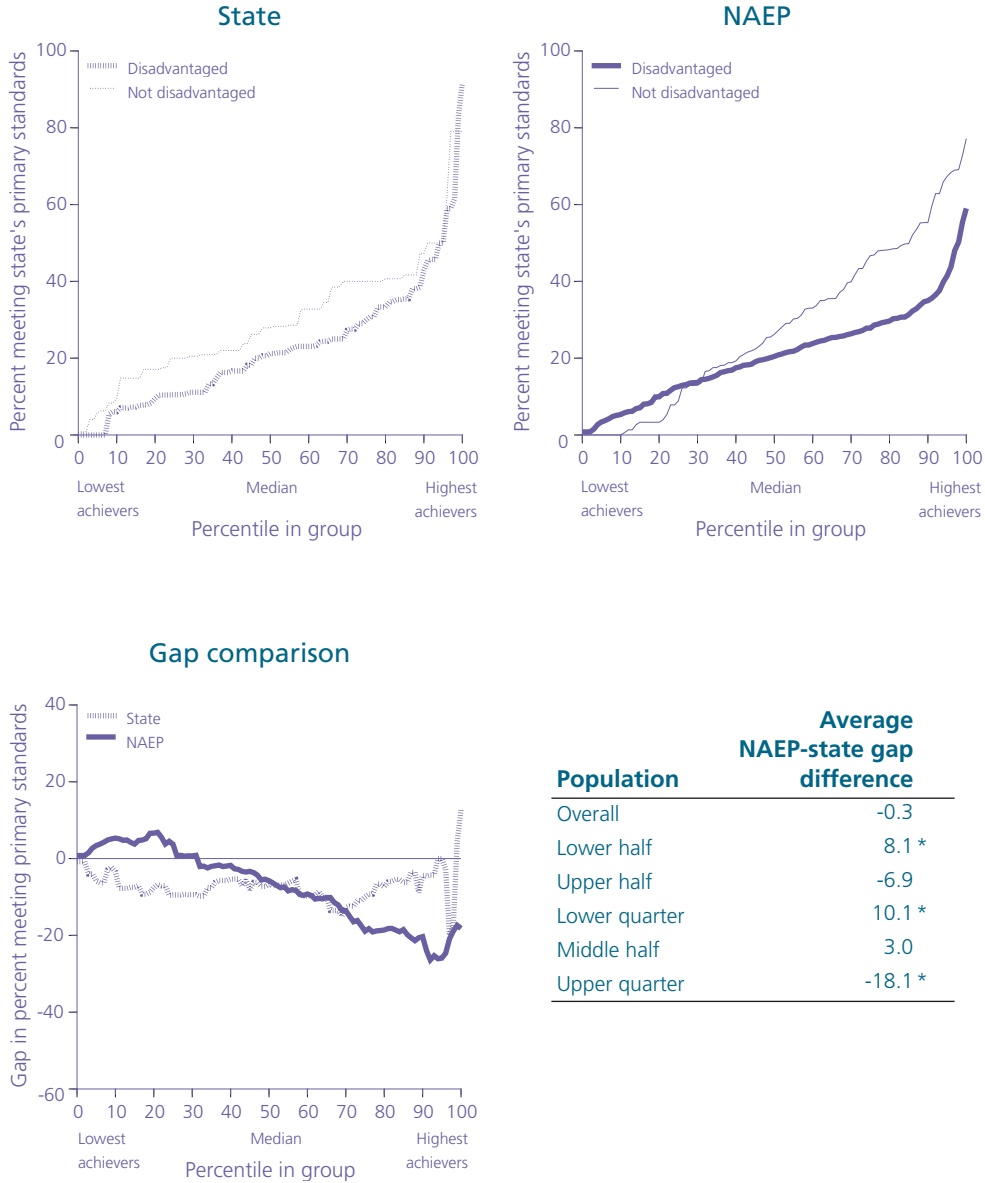 State
Percent meeting state's primary standards
100
80
60
40
20
0
Disadvantaged
Not disadvantaged
0 10 20 30 40 50 60 70 80 90 100
Lowest achievers
Median
Highest achievers
Percentile in group
NAEP
Percent meeting state's primary standards
100
80
60
40
20
0
Disadvantaged
Not disadvantaged
0 10 20 30 40 50 60 70 80 90 100
Lowest achievers
Median
Highest achievers
Percentile in group
Gap comparison
Gap in percent meeting primary standards
40
20
0
-20
-40
-60
State
NAEP
0 10 20 30 40 50 60 70 80 90 100
Lowest achievers
Median
Highest achievers
Percentile in group
Population Average NAEP-state gap difference
Overall -0.3
Lower half 8.1 *
Upper half -6.9
Lower quarter 10.1 *
Middle half 3.0
Upper quarter -18.1 *